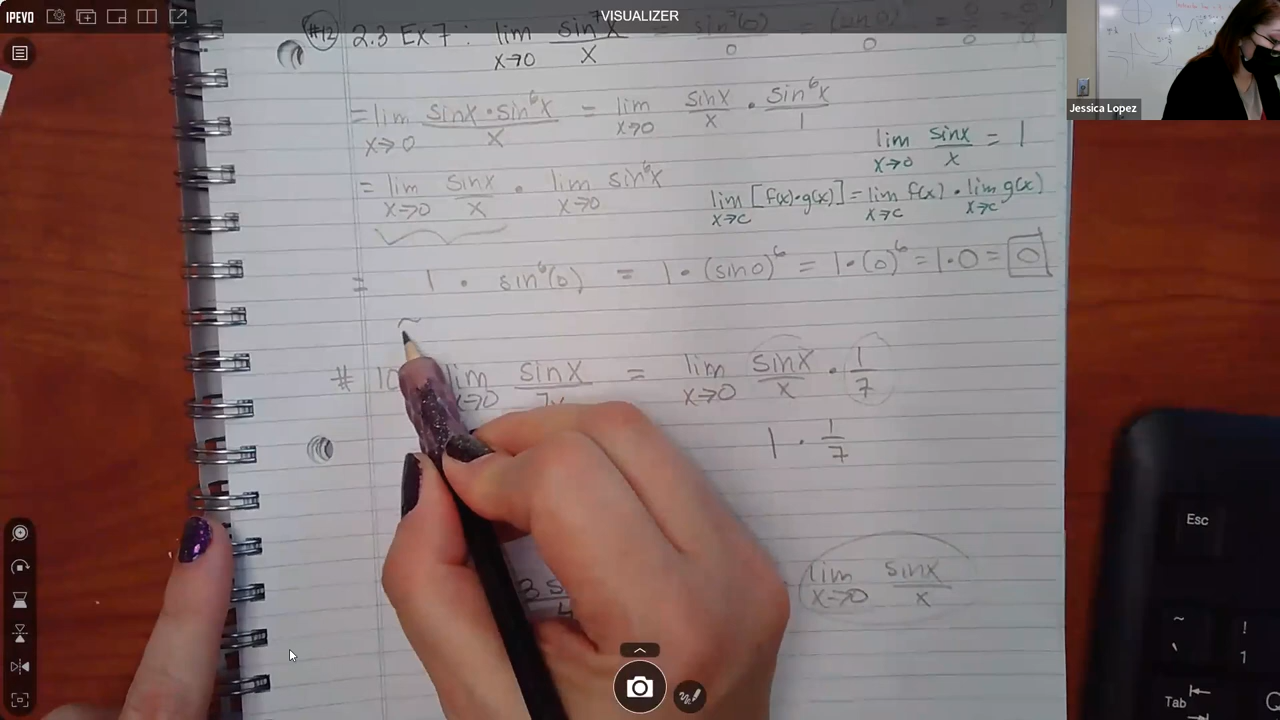 IPEVO
VISUALIZER
Jessica Lopez
#12 2.3 Ex 7: lim x→0 sin⁷x / x = sin⁷(0) / 0 = (sin 0)⁷ / 0 =
= lim x→0 sinx · sin⁶x / x = lim x→0 sinx / x · sin⁶x / 1
lim x→0 sinx / x = 1
= lim x→0 sinx / x · lim x→0 sin⁶x
lim x→c [f(x)·g(x)] = lim x→c f(x) · lim x→c g(x)
= 1 · sin⁶(0) = 1 · (sin0)⁶ = 1·(0)⁶ = 1·0 = 0
# 10 lim x→0 sinx / 7x = lim x→0 sinx / x · 1/7
1 · 1/7
lim x→0 sinx / x
Esc
~ `
! 1
Tab
Q